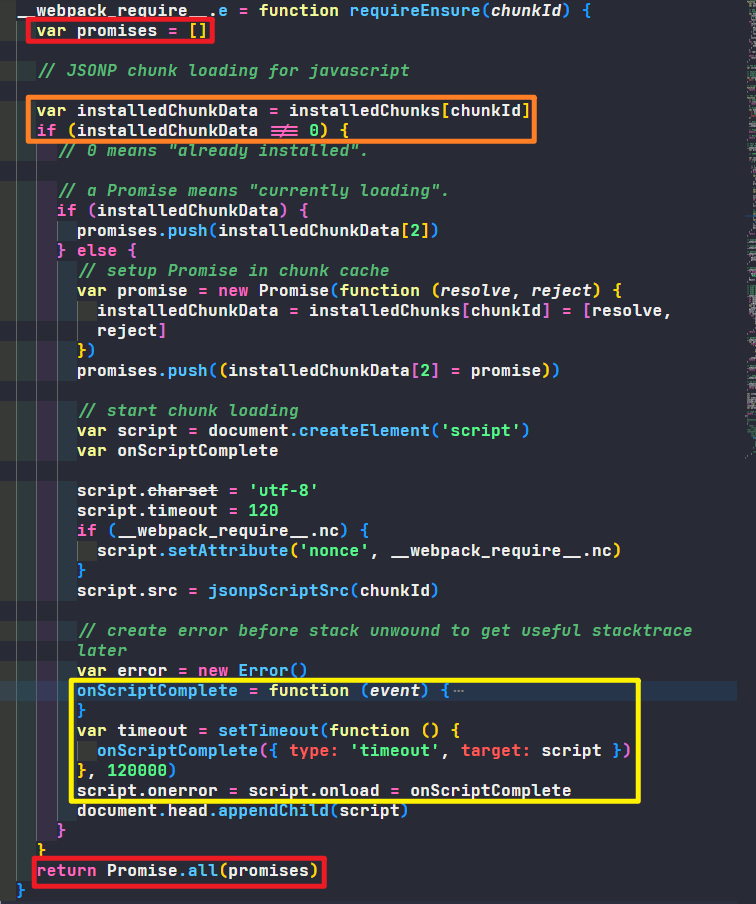 __webpack_require__.e = function requireEnsure(chunkId) {
var promises = []
// JSONP chunk loading for javascript
var installedChunkData = installedChunks[chunkId]
if (installedChunkData !== 0) {
// 0 means "already installed".
// a Promise means "currently loading".
if (installedChunkData) {
promises.push(installedChunkData[2])
} else {
// setup Promise in chunk cache
var promise = new Promise(function (resolve, reject) {
installedChunkData = installedChunks[chunkId] = [resolve,
reject]
})
promises.push((installedChunkData[2] = promise))
// start chunk loading
var script = document.createElement('script')
var onScriptComplete
script.charset = 'utf-8'
script.timeout = 120
if (__webpack_require__.nc) {
script.setAttribute('nonce', __webpack_require__.nc)
}
script.src = jsonpScriptSrc(chunkId)
// create error before stack unwound to get useful stacktrace
later
var error = new Error()
onScriptComplete = function (event) {⋯
}
var timeout = setTimeout(function () {
onScriptComplete({ type: 'timeout', target: script })
}, 120000)
script.onerror = script.onload = onScriptComplete
document.head.appendChild(script)
}
}
return Promise.all(promises)
}